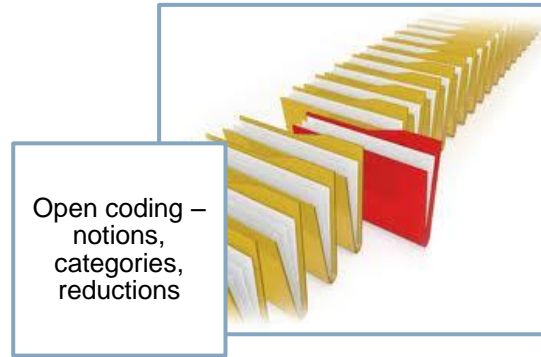 Open coding –
notions,
categories,
reductions